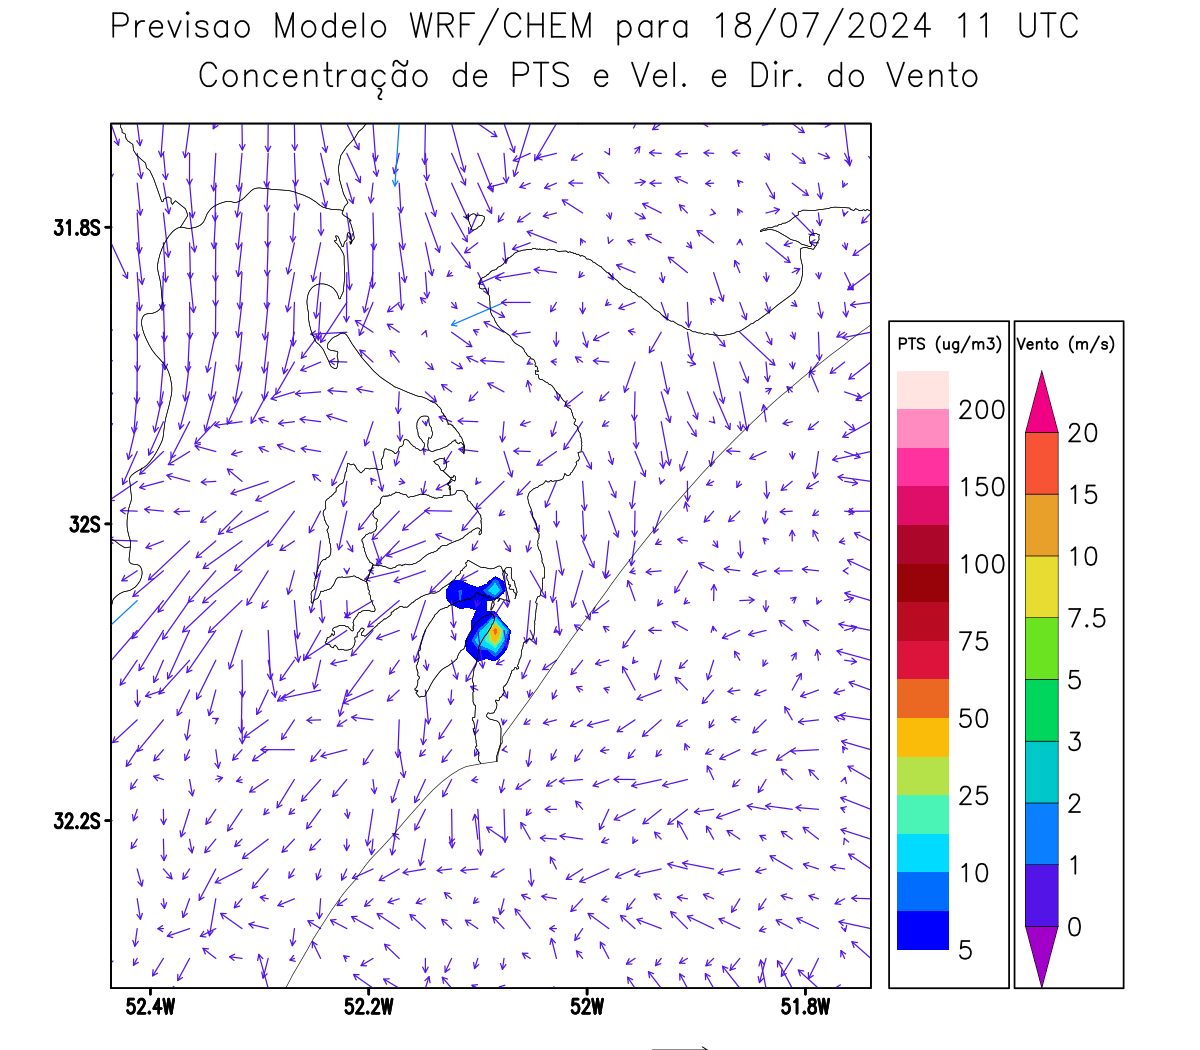 Previsao Modelo WRF/CHEM para 18/07/2024 11 UTC
Concentração de PTS e Vel. e Dir. do Vento
31.8S
32S
32.2S
52.4W
52.2W
52W
51.8W
PTS (ug/m3)
200
150
100
75
50
25
10
5
Vento (m/s)
20
15
10
7.5
5
3
2
1
0